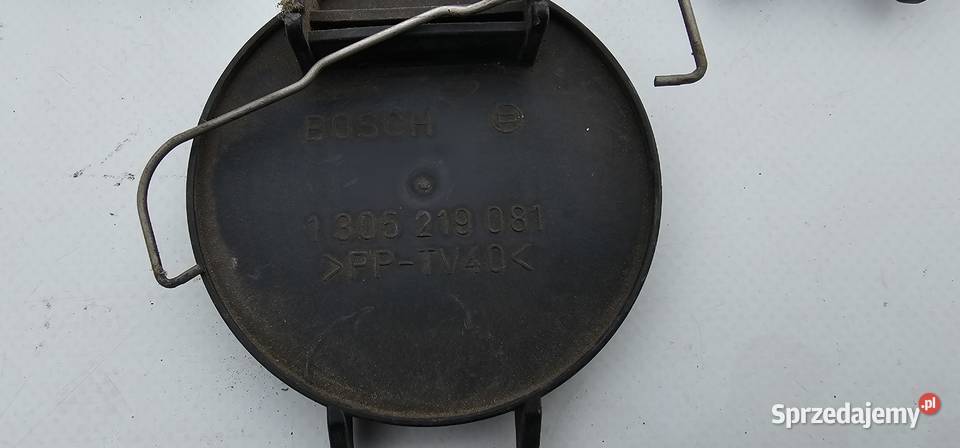 BOSCH
1 305 219 081
>PP-TV40<
Sprzedajemy.pl